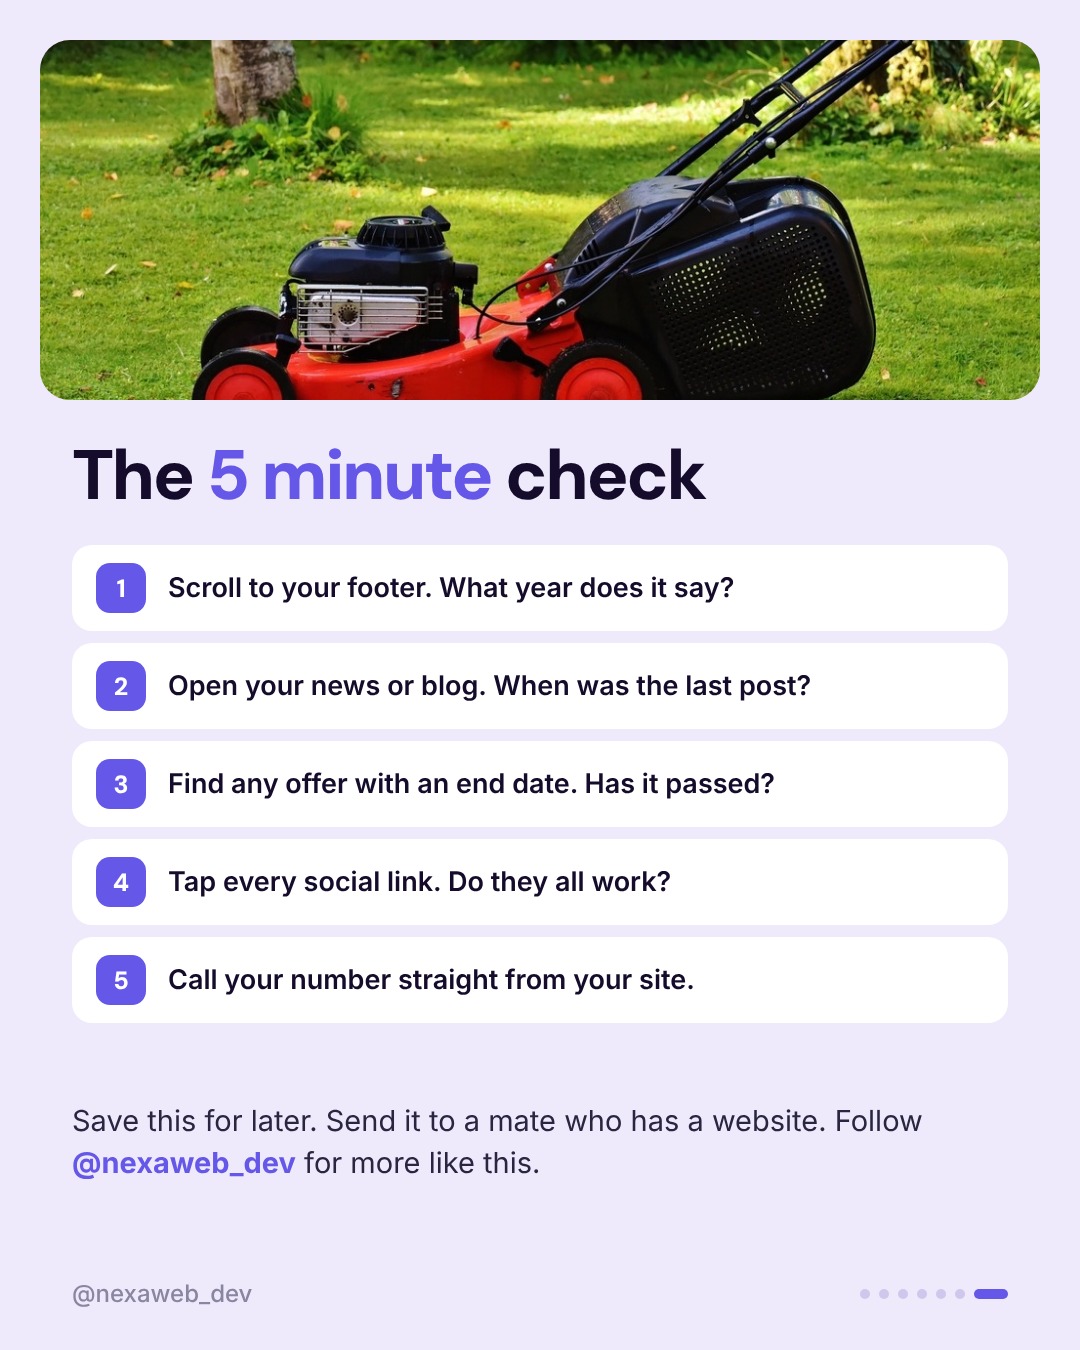 The 5 minute check
1 Scroll to your footer. What year does it say?
2 Open your news or blog. When was the last post?
3 Find any offer with an end date. Has it passed?
4 Tap every social link. Do they all work?
5 Call your number straight from your site.
Save this for later. Send it to a mate who has a website. Follow
@nexaweb_dev for more like this.
@nexaweb_dev